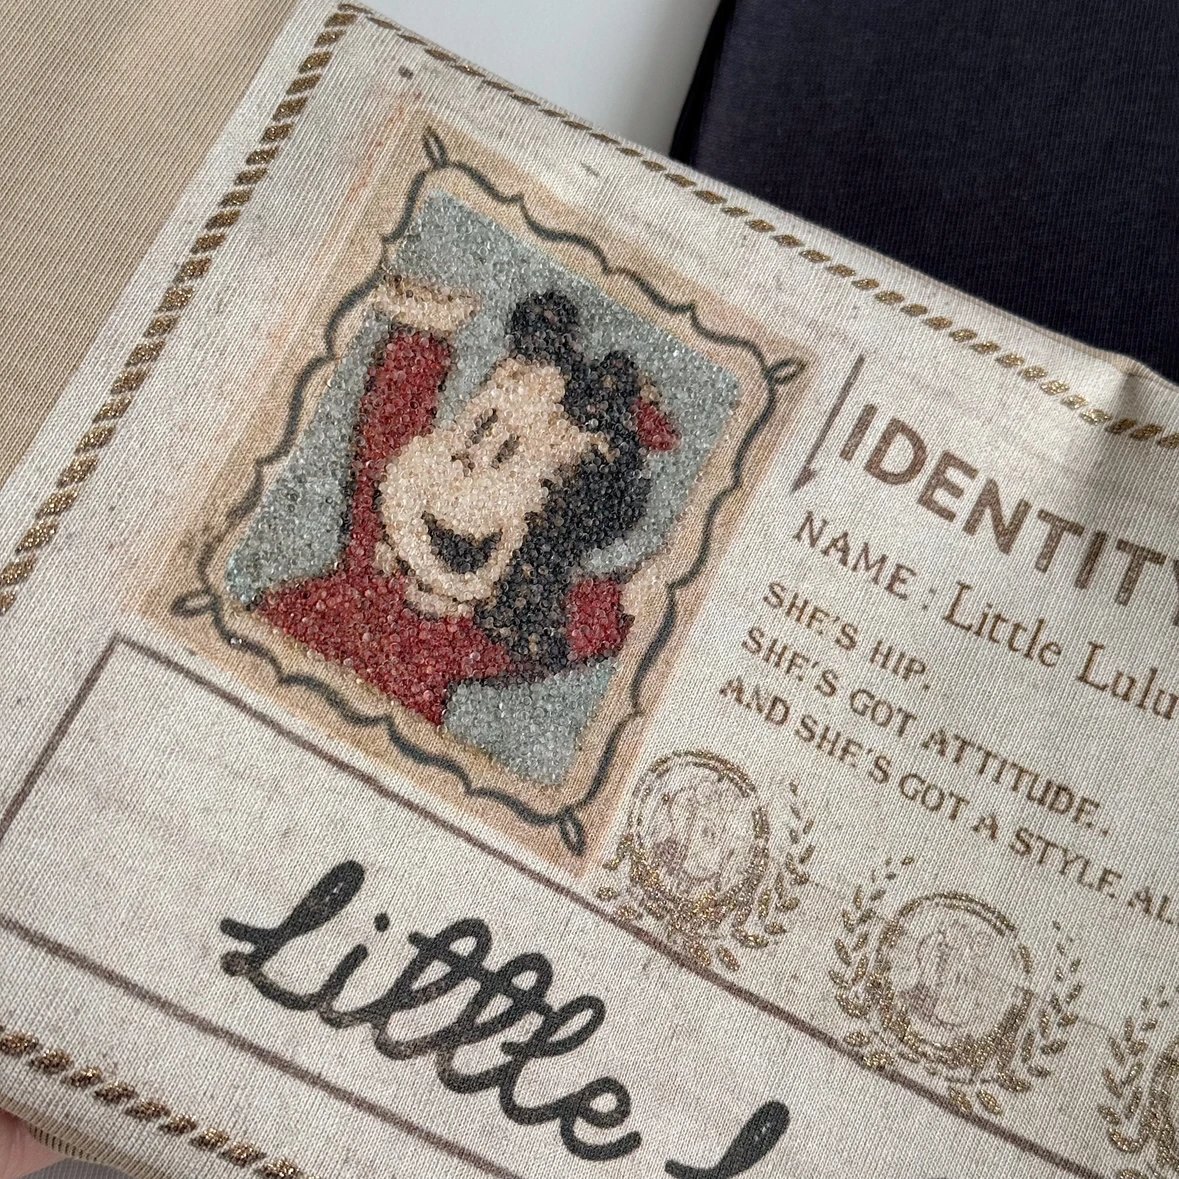 IDENTITY
NAME : Little Lulu
SHE'S HIP.
SHE'S GOT ATTITUDE.
AND SHE'S GOT A STYLE
little